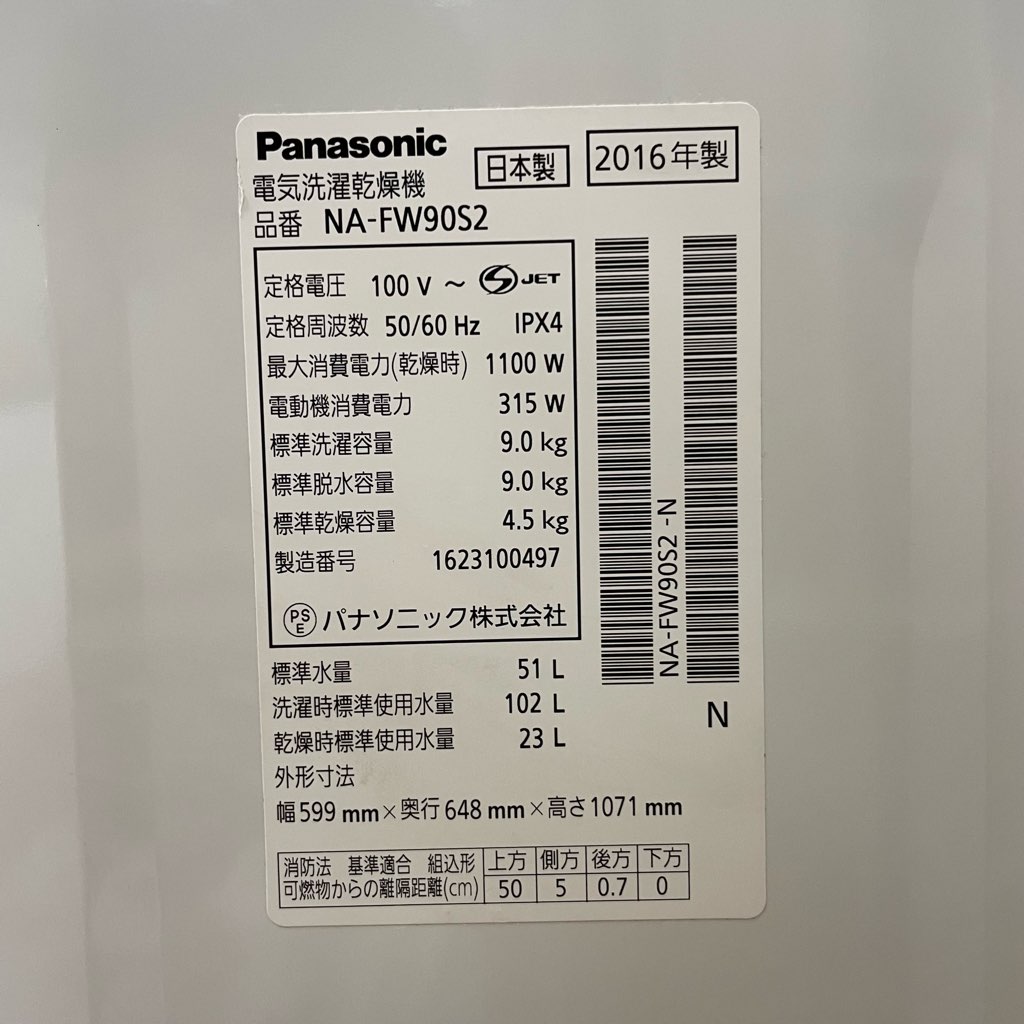 Panasonic
日本製
2016年製
電気洗濯乾燥機
品番 NA-FW90S2
定格電圧 100 V ～ S JET
定格周波数 50/60 Hz IPX4
最大消費電力(乾燥時) 1100 W
電動機消費電力 315 W
標準洗濯容量 9.0 kg
標準脱水容量 9.0 kg
標準乾燥容量 4.5 kg
製造番号 1623100497
PSE パナソニック株式会社
NA-FW90S2 -N
N
標準水量 51 L
洗濯時標準使用水量 102 L
乾燥時標準使用水量 23 L
外形寸法
幅599 mm×奥行648 mm×高さ1071 mm
消防法 基準適合 組込形 上方 側方 後方 下方
可燃物からの離隔距離(cm) 50 5 0.7 0